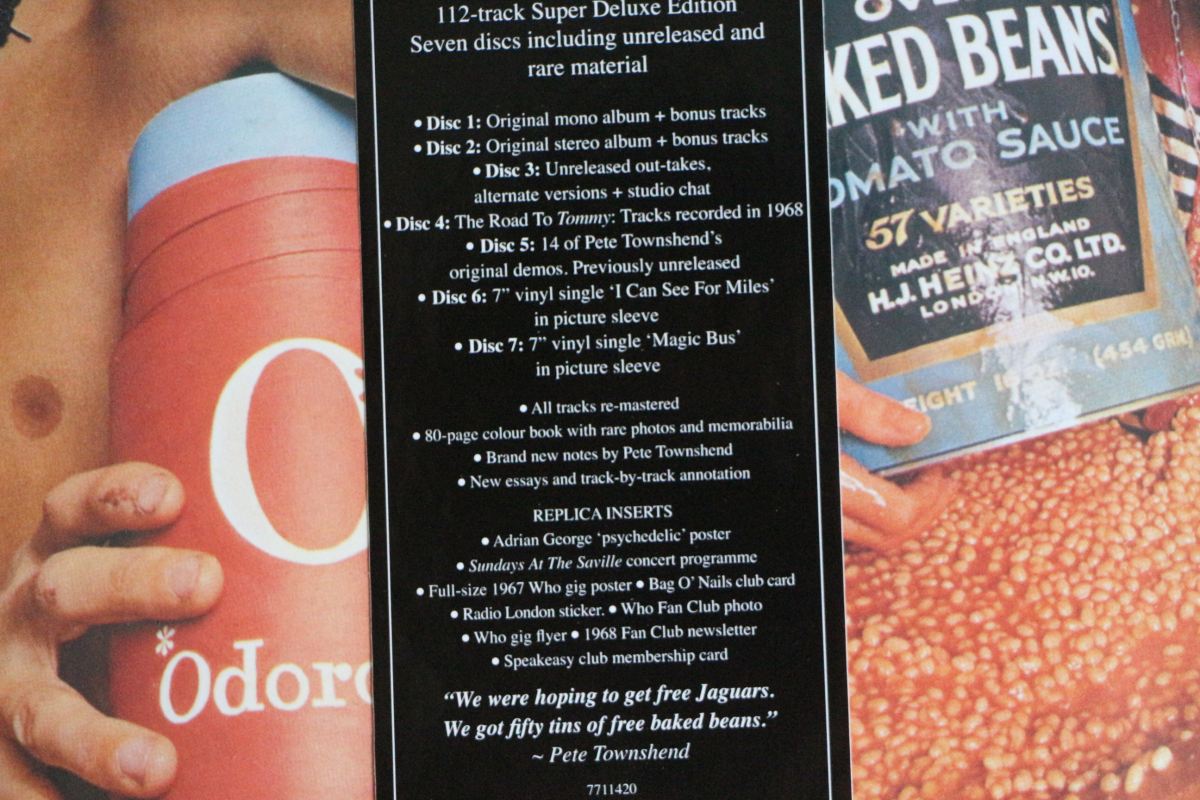 112-track Super Deluxe Edition
Seven discs including unreleased and
rare material
• Disc 1: Original mono album + bonus tracks
• Disc 2: Original stereo album + bonus tracks
• Disc 3: Unreleased out-takes,
alternate versions + studio chat
• Disc 4: The Road To Tommy: Tracks recorded in 1968
• Disc 5: 14 of Pete Townshend's
original demos. Previously unreleased
• Disc 6: 7” vinyl single ‘I Can See For Miles’
in picture sleeve
• Disc 7: 7” vinyl single ‘Magic Bus’
in picture sleeve
• All tracks re-mastered
• 80-page colour book with rare photos and memorabilia
• Brand new notes by Pete Townshend
• New essays and track-by-track annotation
REPLICA INSERTS
• Adrian George ‘psychedelic’ poster
• Sundays At The Saville concert programme
• Full-size 1967 Who gig poster • Bag O’ Nails club card
• Radio London sticker. • Who Fan Club photo
• Who gig flyer • 1968 Fan Club newsletter
• Speakeasy club membership card
“We were hoping to get free Jaguars.
We got fifty tins of free baked beans.”
~ Pete Townshend
7711420
O
*Odoro
OVE
KED BEANS
WITH
OMATO SAUCE
57 VARIETIES
MADE IN ENGLAND
H.J. HEINZ CO. LTD.
LONDON N.W.10.
EIGHT 16 OZ. (454 GRM)